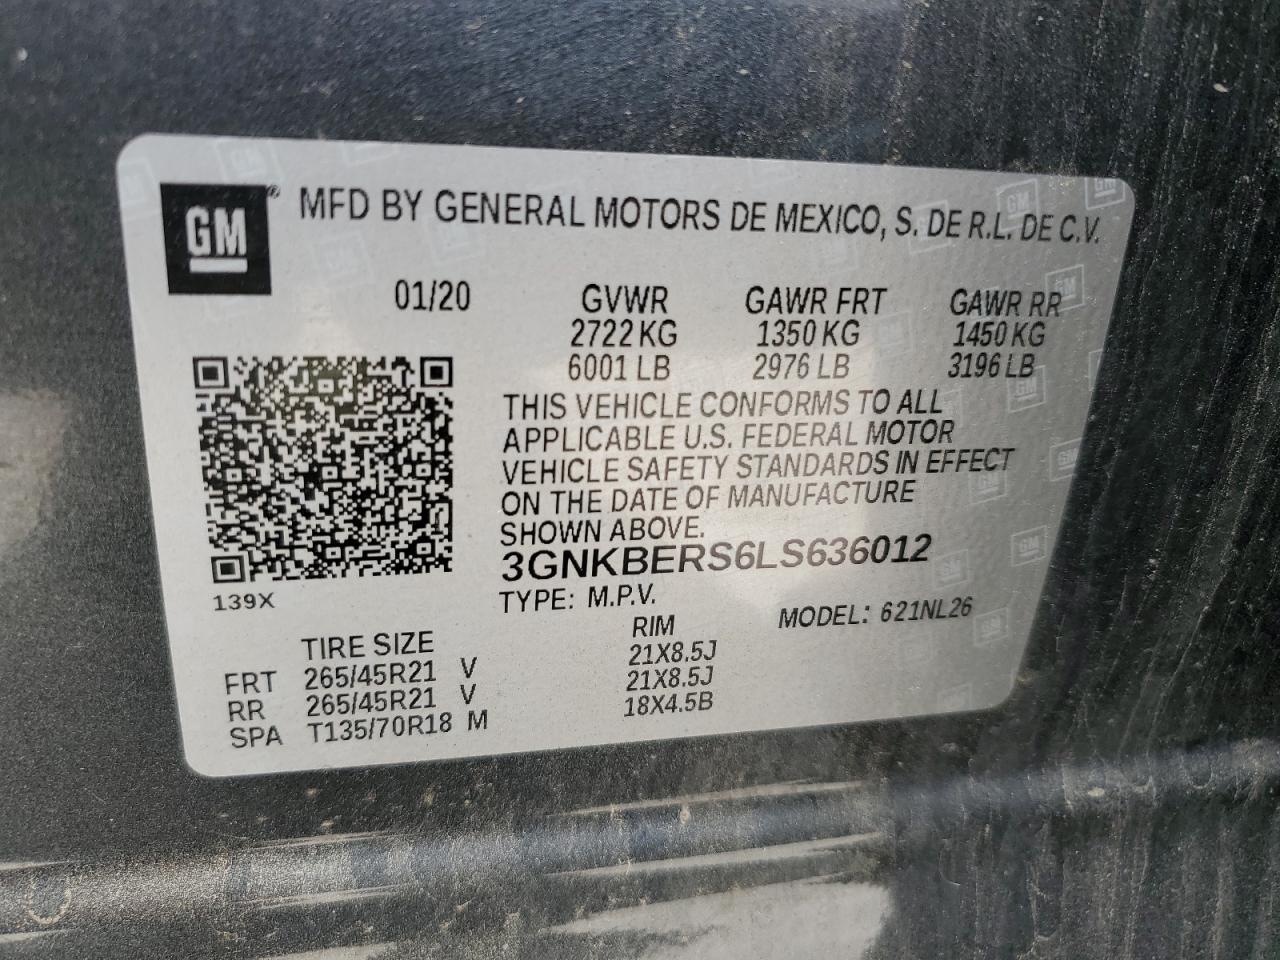 GM® MFD BY GENERAL MOTORS DE MEXICO, S. DE R.L. DE C.V.
01/20 GVWR GAWR FRT GAWR RR
2722 KG 1350 KG 1450 KG
6001 LB 2976 LB 3196 LB
THIS VEHICLE CONFORMS TO ALL
APPLICABLE U.S. FEDERAL MOTOR
VEHICLE SAFETY STANDARDS IN EFFECT
ON THE DATE OF MANUFACTURE
SHOWN ABOVE.
3GNKBERS6LS636012
139X
TYPE: M.P.V. MODEL: 621NL26
TIRE SIZE RIM
FRT 265/45R21 V 21X8.5J
RR 265/45R21 V 21X8.5J
SPA T135/70R18 M 18X4.5B